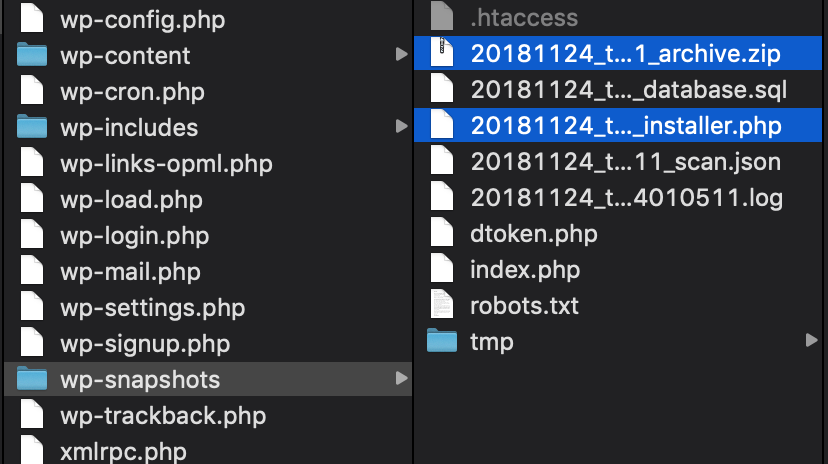 wp-config.php
wp-content
wp-cron.php
wp-includes
wp-links-opml.php
wp-load.php
wp-login.php
wp-mail.php
wp-settings.php
wp-signup.php
wp-snapshots
wp-trackback.php
xmlrpc.php
.htaccess
20181124_t...1_archive.zip
20181124_t..._database.sql
20181124_t..._installer.php
20181124_t...11_scan.json
20181124_t...4010511.log
dtoken.php
index.php
robots.txt
tmp